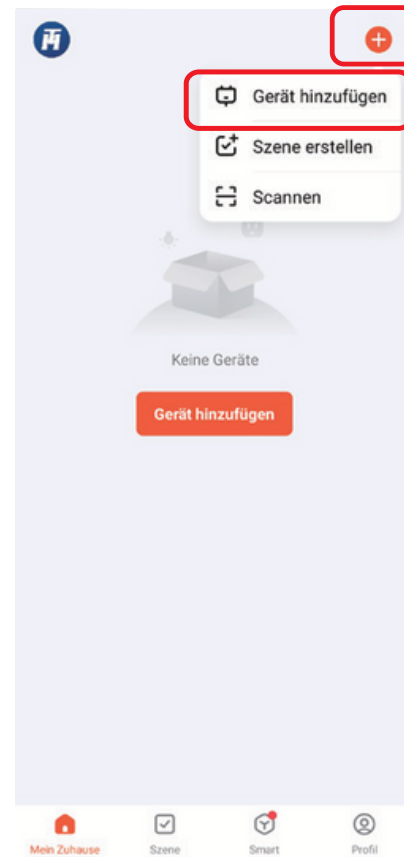 Gerät hinzufügen
Szene erstellen
Scannen
Keine Geräte
Gerät hinzufügen
Mein Zuhause
Szene
Smart
Profil